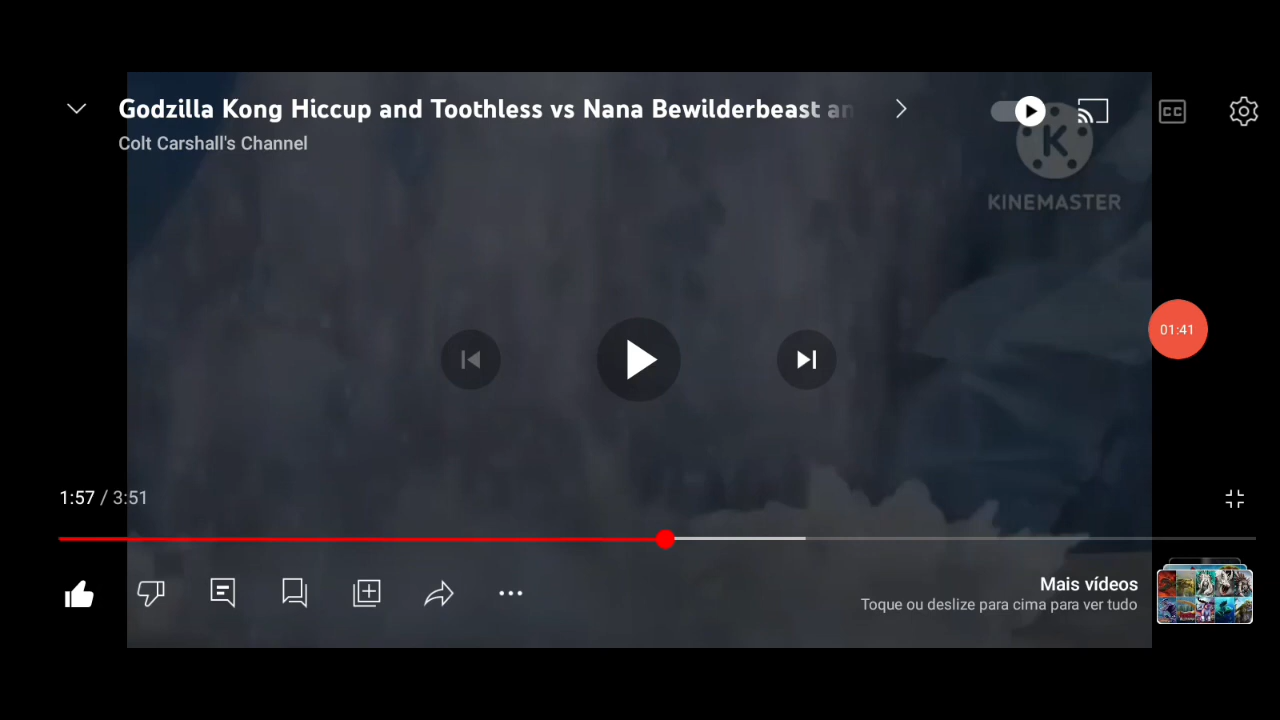 Godzilla Kong Hiccup and Toothless vs Nana Bewilderbeast an
Colt Carshall's Channel
CC
K
KINEMASTER
01:41
1:57 / 3:51
Mais vídeos
Toque ou deslize para cima para ver tudo